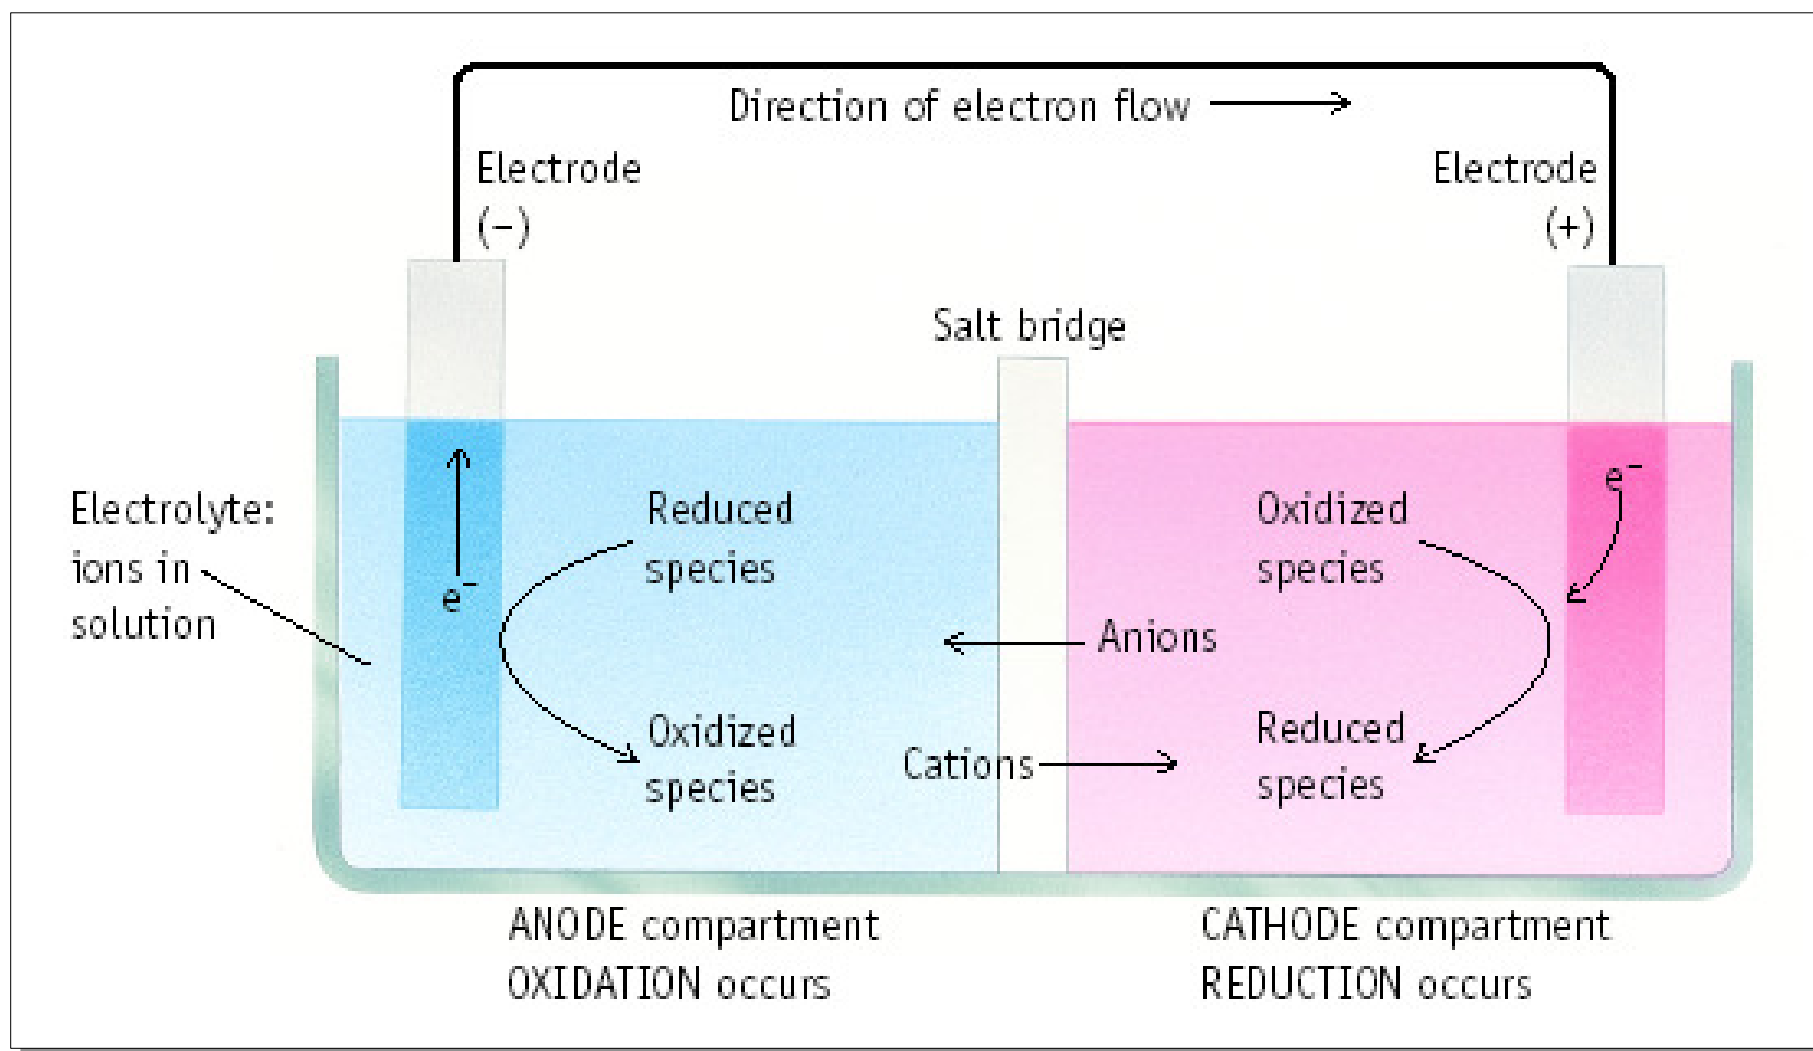 Direction of electron flow
Electrode
(−)
Electrode
(+)
Salt bridge
Electrolyte:
ions in
solution
e−
Reduced
species
Oxidized
species
Anions
Cations
Oxidized
species
Reduced
species
e−
ANODE compartment
OXIDATION occurs
CATHODE compartment
REDUCTION occurs